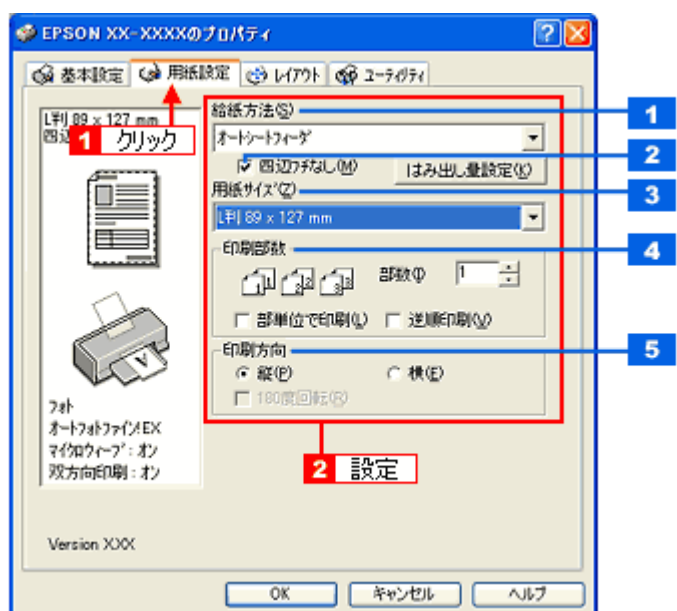 EPSON XX-XXXXのプロパティ
基本設定 用紙設定 レイアウト ユーティリティ
L判 89 x 127 mm
四辺
1 クリック
給紙方法(S)
1
オートシートフィーダ
四辺フチなし(M)
はみ出し量設定(K)
2
用紙サイズ(Z)
3
L判 89 x 127 mm
印刷部数
4
部数(I) 1
部単位で印刷(L) 逆順印刷(V)
印刷方向
5
縦(P) 横(E)
180度回転(R)
2 設定
フォト
オートフォトファイン!EX
マイクロウィーブ:オン
双方向印刷:オン
Version XXX
OK キャンセル ヘルプ